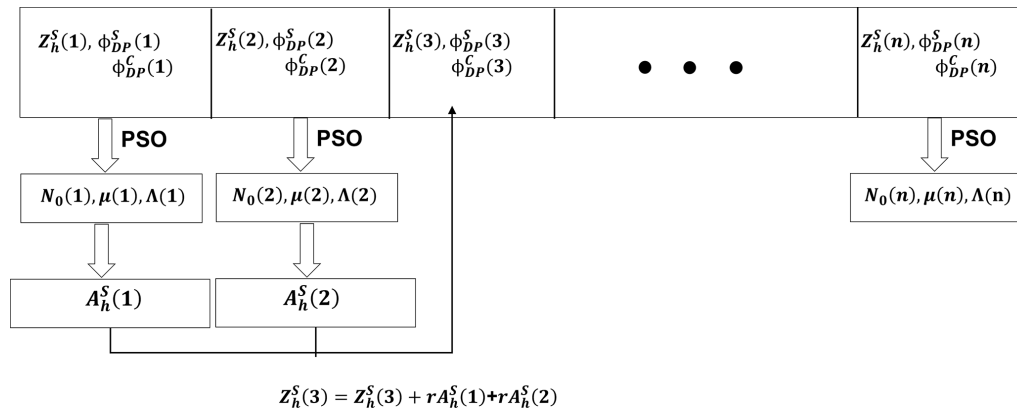 Z_h^S(1), ϕ_DP^S(1) Z_h^S(2), ϕ_DP^S(2) Z_h^S(3), ϕ_DP^S(3) Z_h^S(n), ϕ_DP^S(n)
ϕ_DP^C(1) ϕ_DP^C(2) ϕ_DP^C(3) ● ● ● ϕ_DP^C(n)
PSO PSO PSO
N_0(1), μ(1), Λ(1) N_0(2), μ(2), Λ(2) N_0(n), μ(n), Λ(n)
A_h^S(1) A_h^S(2)
Z_h^S(3) = Z_h^S(3) + rA_h^S(1)+rA_h^S(2)